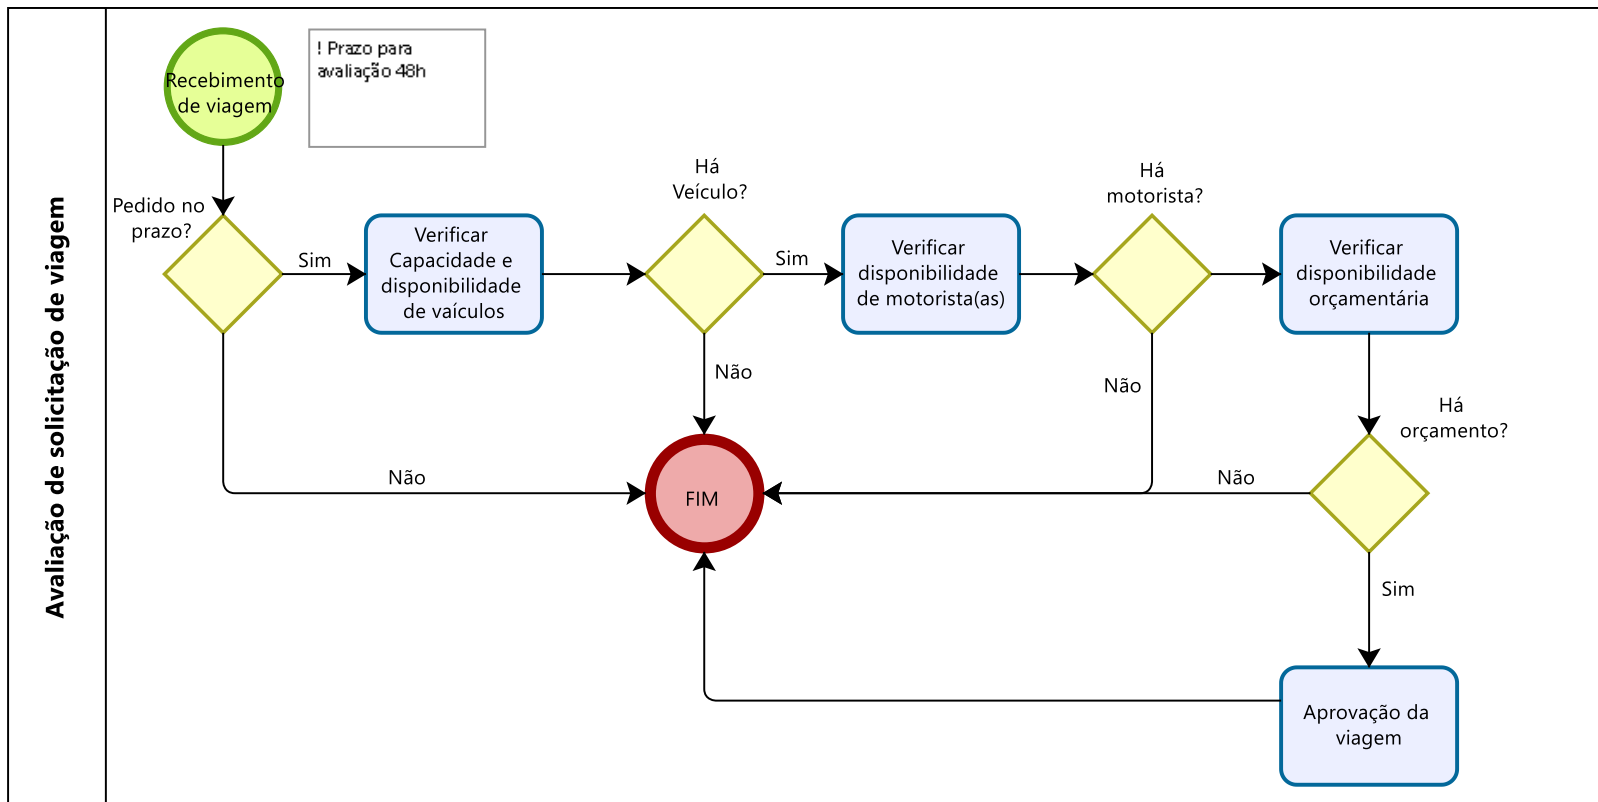 Avaliação de solicitação de viagem
Recebimento
de viagem
! Prazo para
avaliação 48h
Pedido no
prazo?
Sim
Verificar
Capacidade e
disponibilidade
de vaículos
Há
Veículo?
Sim
Verificar
disponibilidade
de motorista(as)
Há
motorista?
Verificar
disponibilidade
orçamentária
Não
Não
Há
orçamento?
Não
FIM
Não
Sim
Aprovação da
viagem